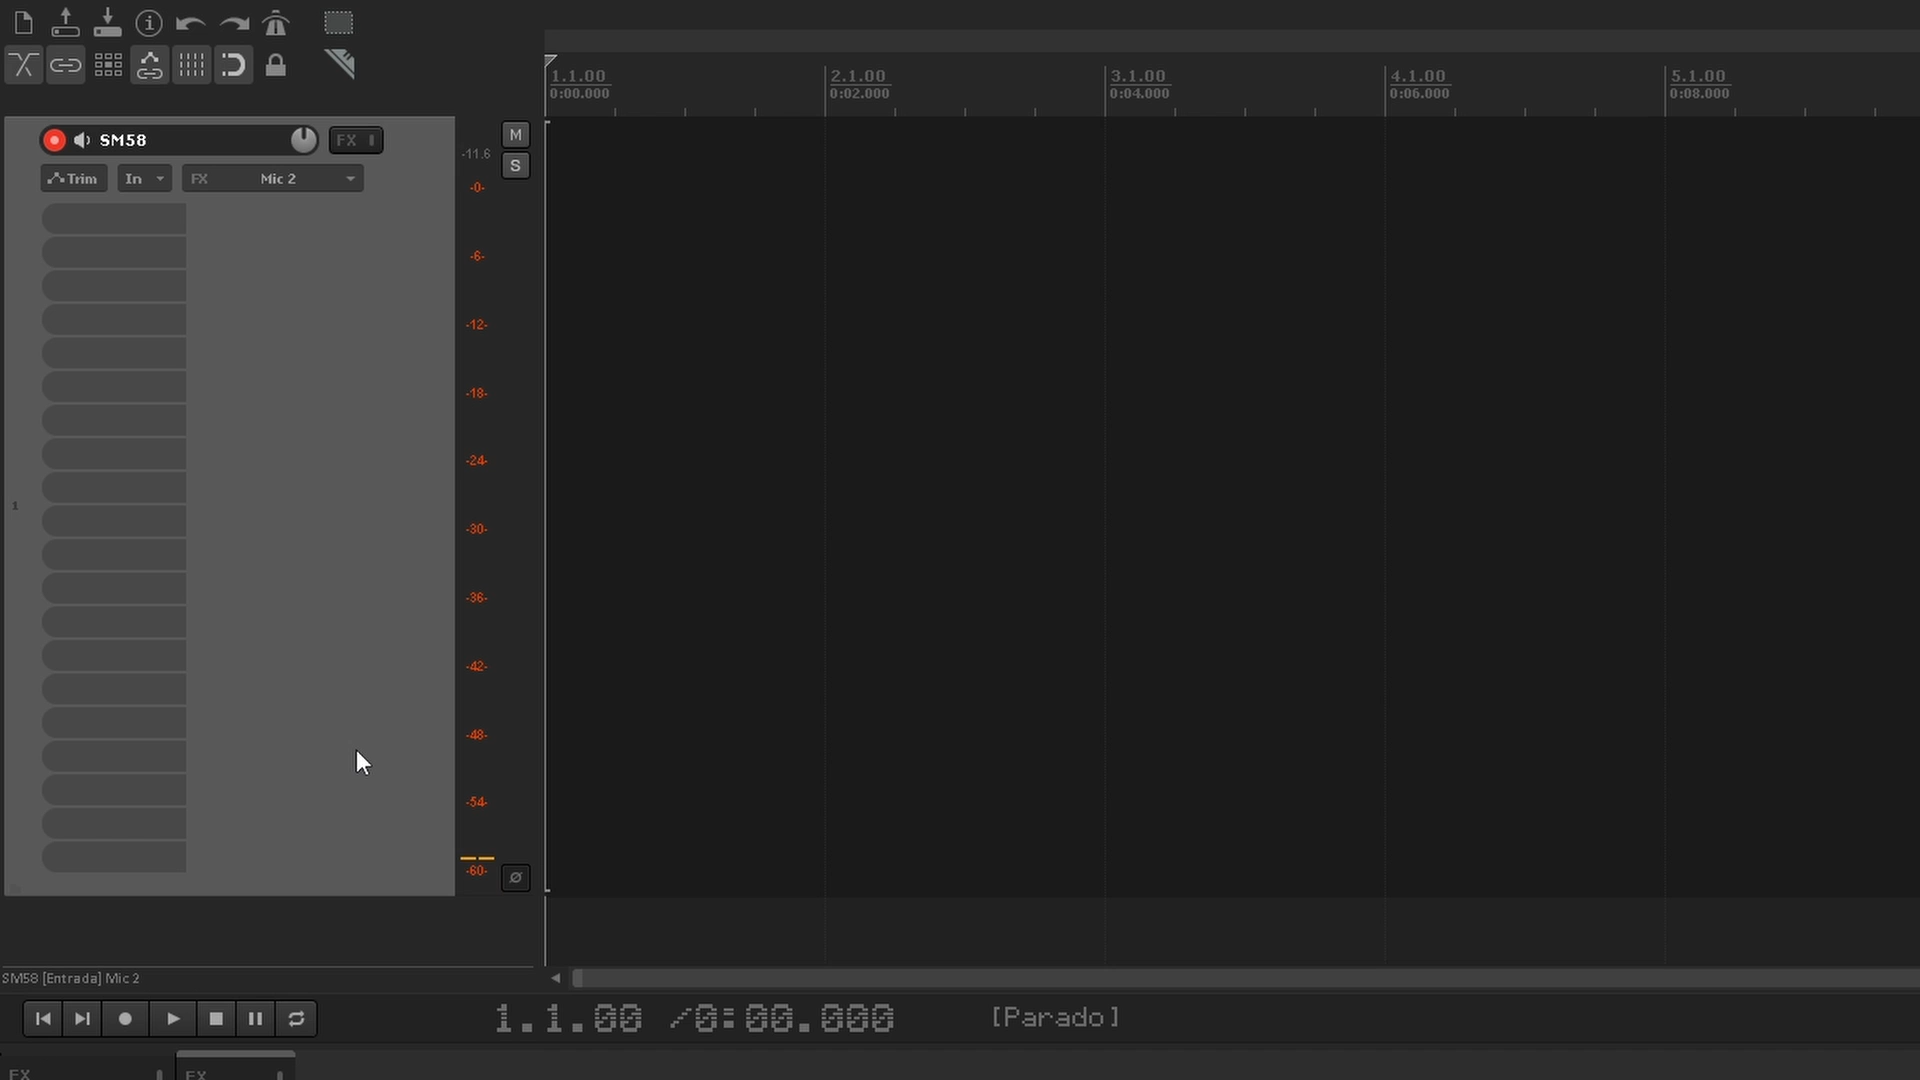 1.1.00 2.1.00 3.1.00 4.1.00 5.1.00
0:00.000 0:02.000 0:04.000 0:06.000 0:08.000
SM58 FX
M
-11.6
S
Trim In FX Mic 2
-0-
-6-
-12-
-18-
-24-
-30-
1
-36-
-42-
-48-
-54-
-60-
Ø
SM58 [Entrada] Mic 2
1.1.00 /0:00.000 [Parado]
FX FX